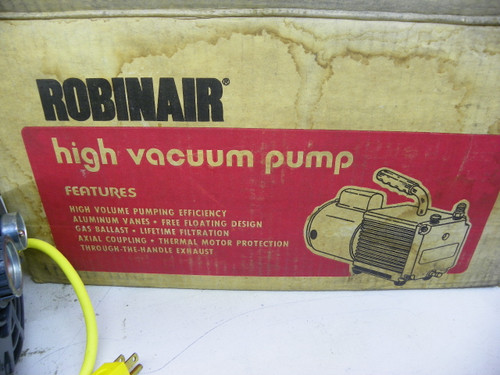 ROBINAIR®
high vacuum pump
FEATURES
HIGH VOLUME PUMPING EFFICIENCY
ALUMINUM VANES • FREE FLOATING DESIGN
GAS BALLAST • LIFETIME FILTRATION
AXIAL COUPLING • THERMAL MOTOR PROTECTION
THROUGH-THE-HANDLE EXHAUST